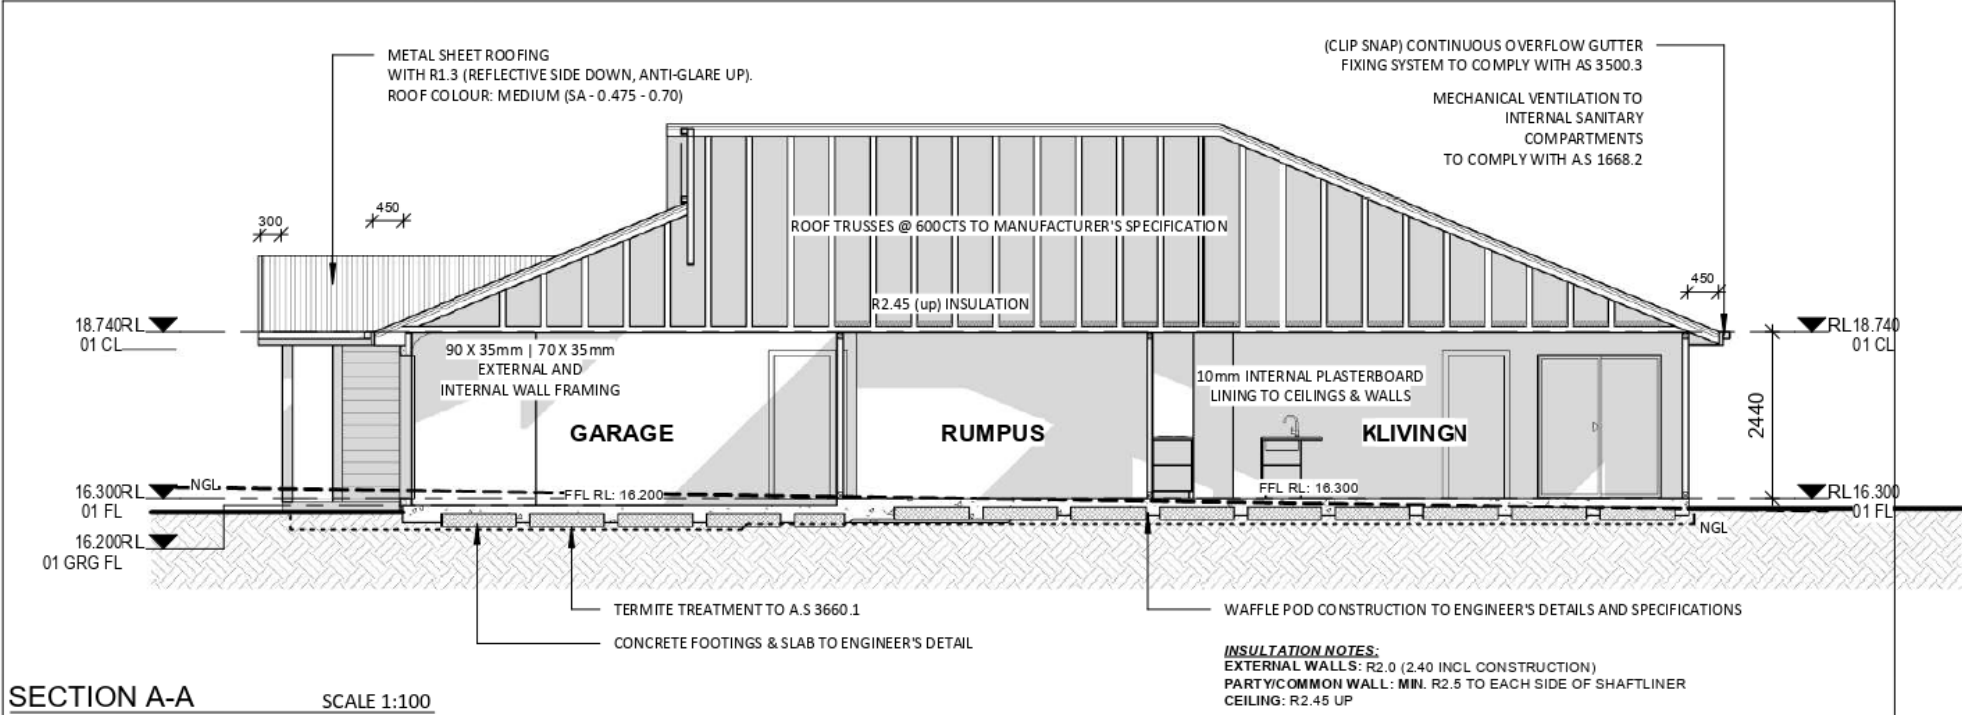 METAL SHEET ROOFING
WITH R1.3 (REFLECTIVE SIDE DOWN, ANTI-GLARE UP).
ROOF COLOUR: MEDIUM (SA - 0.475 - 0.70)
(CLIP SNAP) CONTINUOUS OVERFLOW GUTTER
FIXING SYSTEM TO COMPLY WITH AS 3500.3
MECHANICAL VENTILATION TO
INTERNAL SANITARY
COMPARTMENTS
TO COMPLY WITH A.S 1668.2
300
450
ROOF TRUSSES @ 600CTS TO MANUFACTURER'S SPECIFICATION
450
R2.45 (up) INSULATION
18.740RL
01 CL
RL18.740
01 CL
90 X 35mm | 70 X 35mm
EXTERNAL AND
INTERNAL WALL FRAMING
10mm INTERNAL PLASTERBOARD
LINING TO CEILINGS & WALLS
2440
GARAGE
RUMPUS
KLIVINGN
NGL
FFL RL: 16.200
FFL RL: 16.300
16.300RL
01 FL
RL16.300
01 FL
NGL
16.200RL
01 GRG FL
TERMITE TREATMENT TO A.S 3660.1
CONCRETE FOOTINGS & SLAB TO ENGINEER'S DETAIL
WAFFLE POD CONSTRUCTION TO ENGINEER'S DETAILS AND SPECIFICATIONS
INSULTATION NOTES:
EXTERNAL WALLS: R2.0 (2.40 INCL CONSTRUCTION)
PARTY/COMMON WALL: MIN. R2.5 TO EACH SIDE OF SHAFTLINER
CEILING: R2.45 UP
SECTION A-A
SCALE 1:100